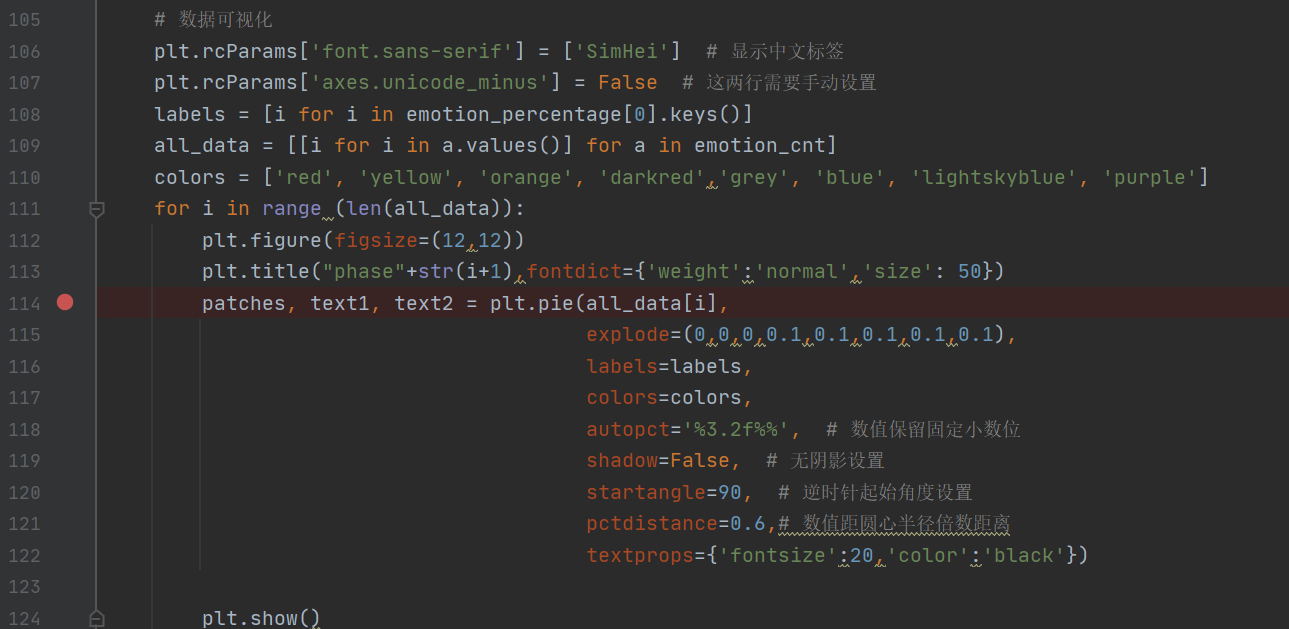 105 # 数据可视化
106 plt.rcParams['font.sans-serif'] = ['SimHei']  # 显示中文标签
107 plt.rcParams['axes.unicode_minus'] = False  # 这两行需要手动设置
108 labels = [i for i in emotion_percentage[0].keys()]
109 all_data = [[i for i in a.values()] for a in emotion_cnt]
110 colors = ['red', 'yellow', 'orange', 'darkred','grey', 'blue', 'lightskyblue', 'purple']
111 for i in range (len(all_data)):
112     plt.figure(figsize=(12,12))
113     plt.title("phase"+str(i+1),fontdict={'weight':'normal','size': 50})
114     patches, text1, text2 = plt.pie(all_data[i],
115                                     explode=(0,0,0,0.1,0.1,0.1,0.1,0.1),
116                                     labels=labels,
117                                     colors=colors,
118                                     autopct='%3.2f%%',  # 数值保留固定小数位
119                                     shadow=False,  # 无阴影设置
120                                     startangle=90,  # 逆时针起始角度设置
121                                     pctdistance=0.6,# 数值距圆心半径倍数距离
122                                     textprops={'fontsize':20,'color':'black'})
123
124     plt.show()